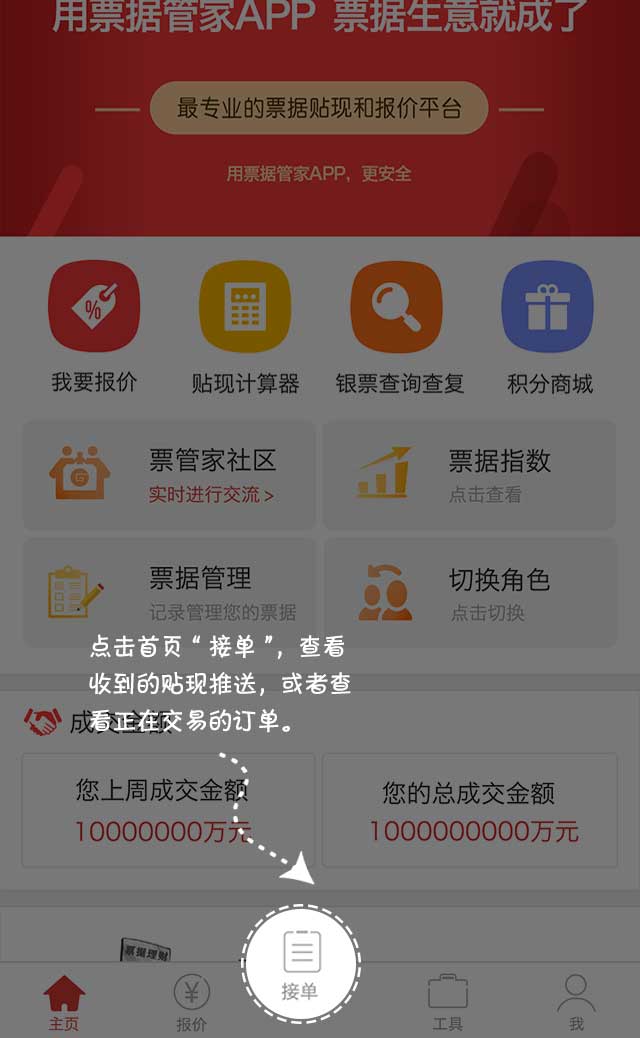 用票据管家APP 票据生意就成了
最专业的票据贴现和报价平台
用票据管家APP，更安全
我要报价
贴现计算器
银票查询查复
积分商城
票管家社区
实时进行交流 >
票据指数
点击查看
票据管理
记录管理您的票据
切换角色
点击切换
点击首页“接单”，查看
收到的贴现推送，或者查
看正在交易的订单。
成交金额
您上周成交金额
10000000万元
您的总成交金额
1000000000万元
票据理财
主页
报价
接单
工具
我